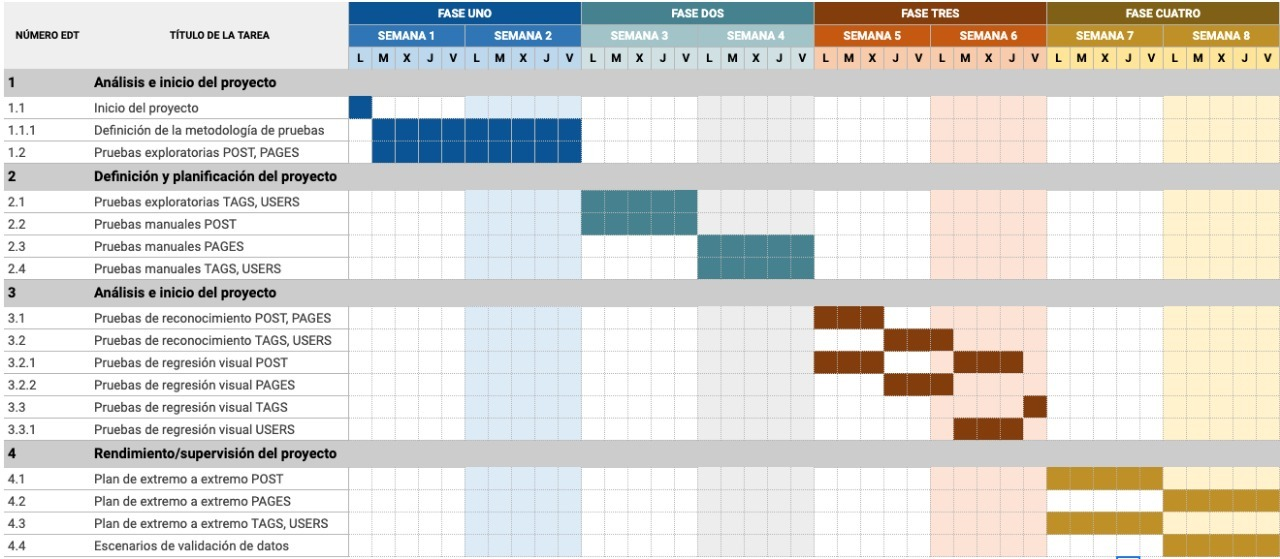 FASE UNO FASE DOS FASE TRES FASE CUATRO
NÚMERO EDT TÍTULO DE LA TAREA SEMANA 1 SEMANA 2 SEMANA 3 SEMANA 4 SEMANA 5 SEMANA 6 SEMANA 7 SEMANA 8
L M X J V L M X J V L M X J V L M X J V L M X J V L M X J V L M X J V L M X J V
1 Análisis e inicio del proyecto
1.1 Inicio del proyecto
1.1.1 Definición de la metodología de pruebas
1.2 Pruebas exploratorias POST, PAGES
2 Definición y planificación del proyecto
2.1 Pruebas exploratorias TAGS, USERS
2.2 Pruebas manuales POST
2.3 Pruebas manuales PAGES
2.4 Pruebas manuales TAGS, USERS
3 Análisis e inicio del proyecto
3.1 Pruebas de reconocimiento POST, PAGES
3.2 Pruebas de reconocimiento TAGS, USERS
3.2.1 Pruebas de regresión visual POST
3.2.2 Pruebas de regresión visual PAGES
3.3 Pruebas de regresión visual TAGS
3.3.1 Pruebas de regresión visual USERS
4 Rendimiento/supervisión del proyecto
4.1 Plan de extremo a extremo POST
4.2 Plan de extremo a extremo PAGES
4.3 Plan de extremo a extremo TAGS, USERS
4.4 Escenarios de validación de datos